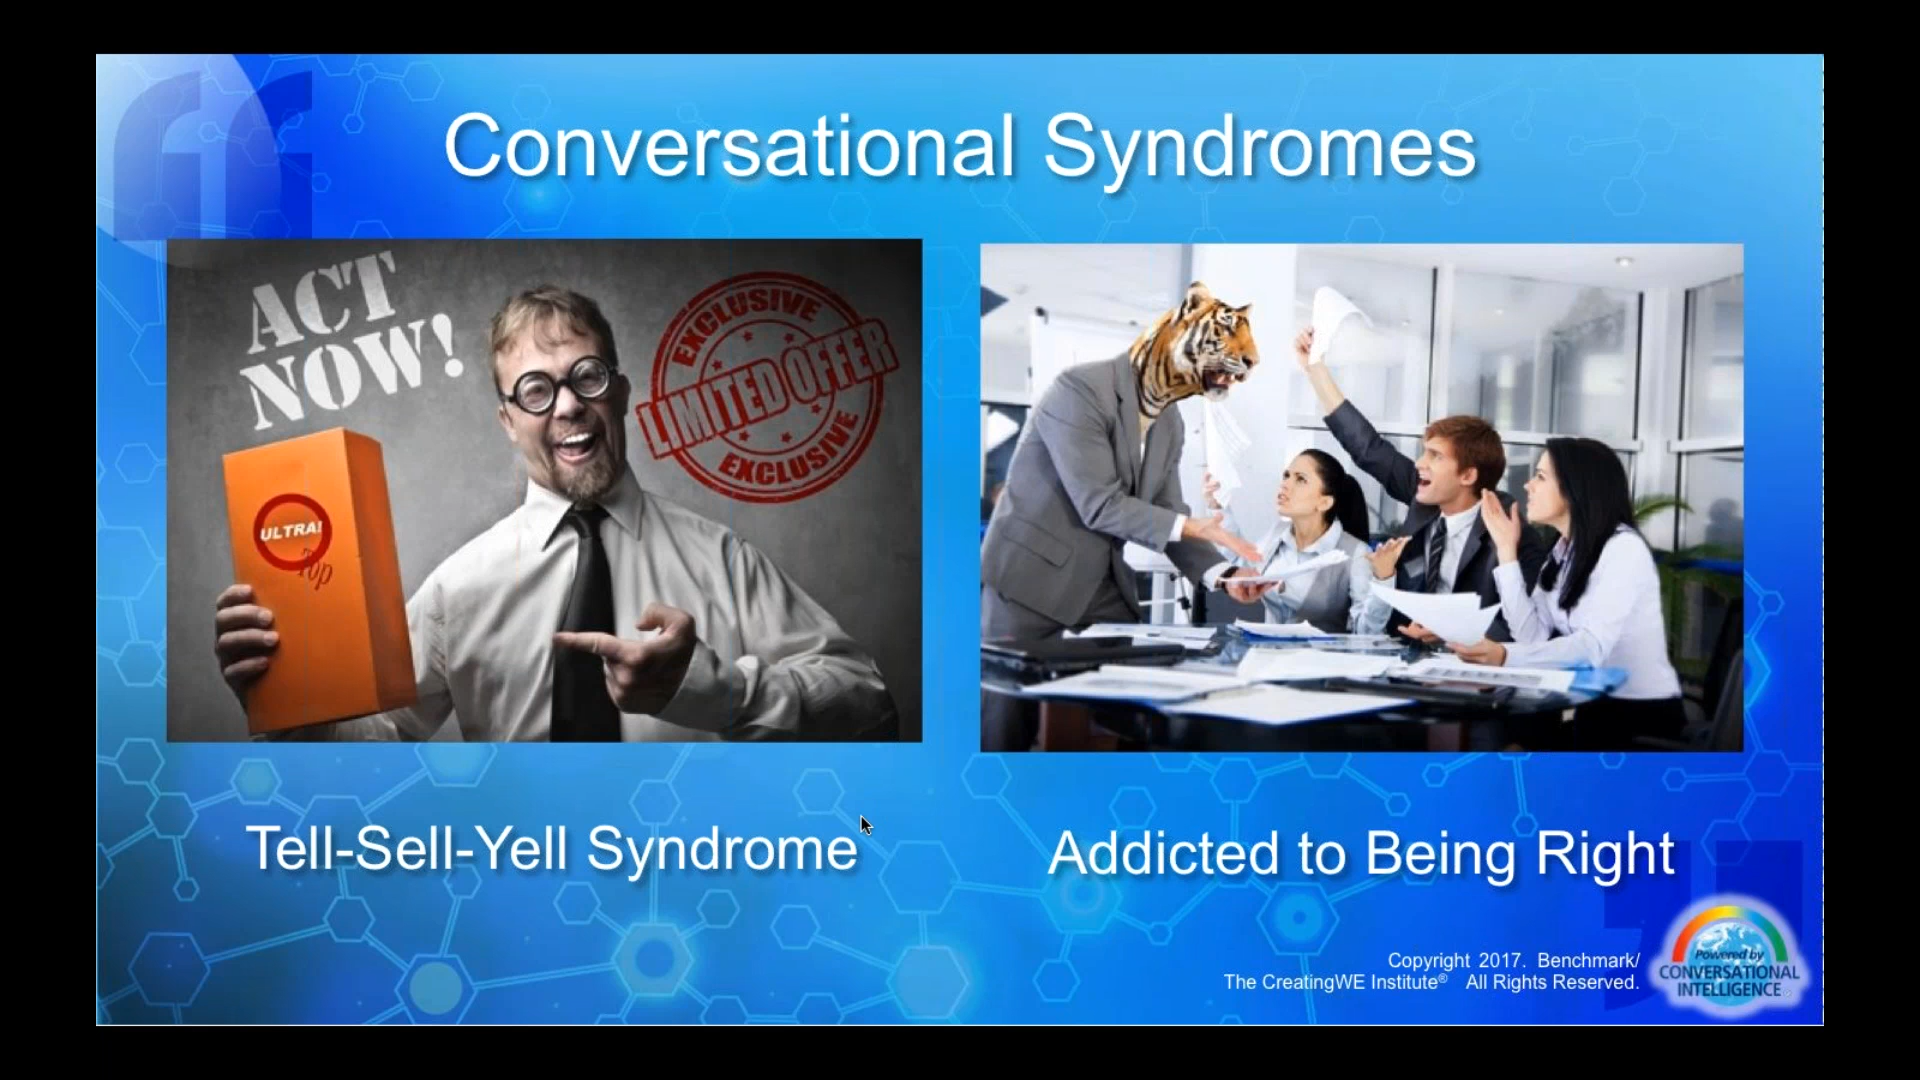 Conversational Syndromes
ACT
NOW!
EXCLUSIVE
LIMITED OFFER
EXCLUSIVE
ULTRA!
Top
Tell-Sell-Yell Syndrome
Addicted to Being Right
Copyright 2017. Benchmark/
The CreatingWE Institute® All Rights Reserved.
Powered by
CONVERSATIONAL
INTELLIGENCE